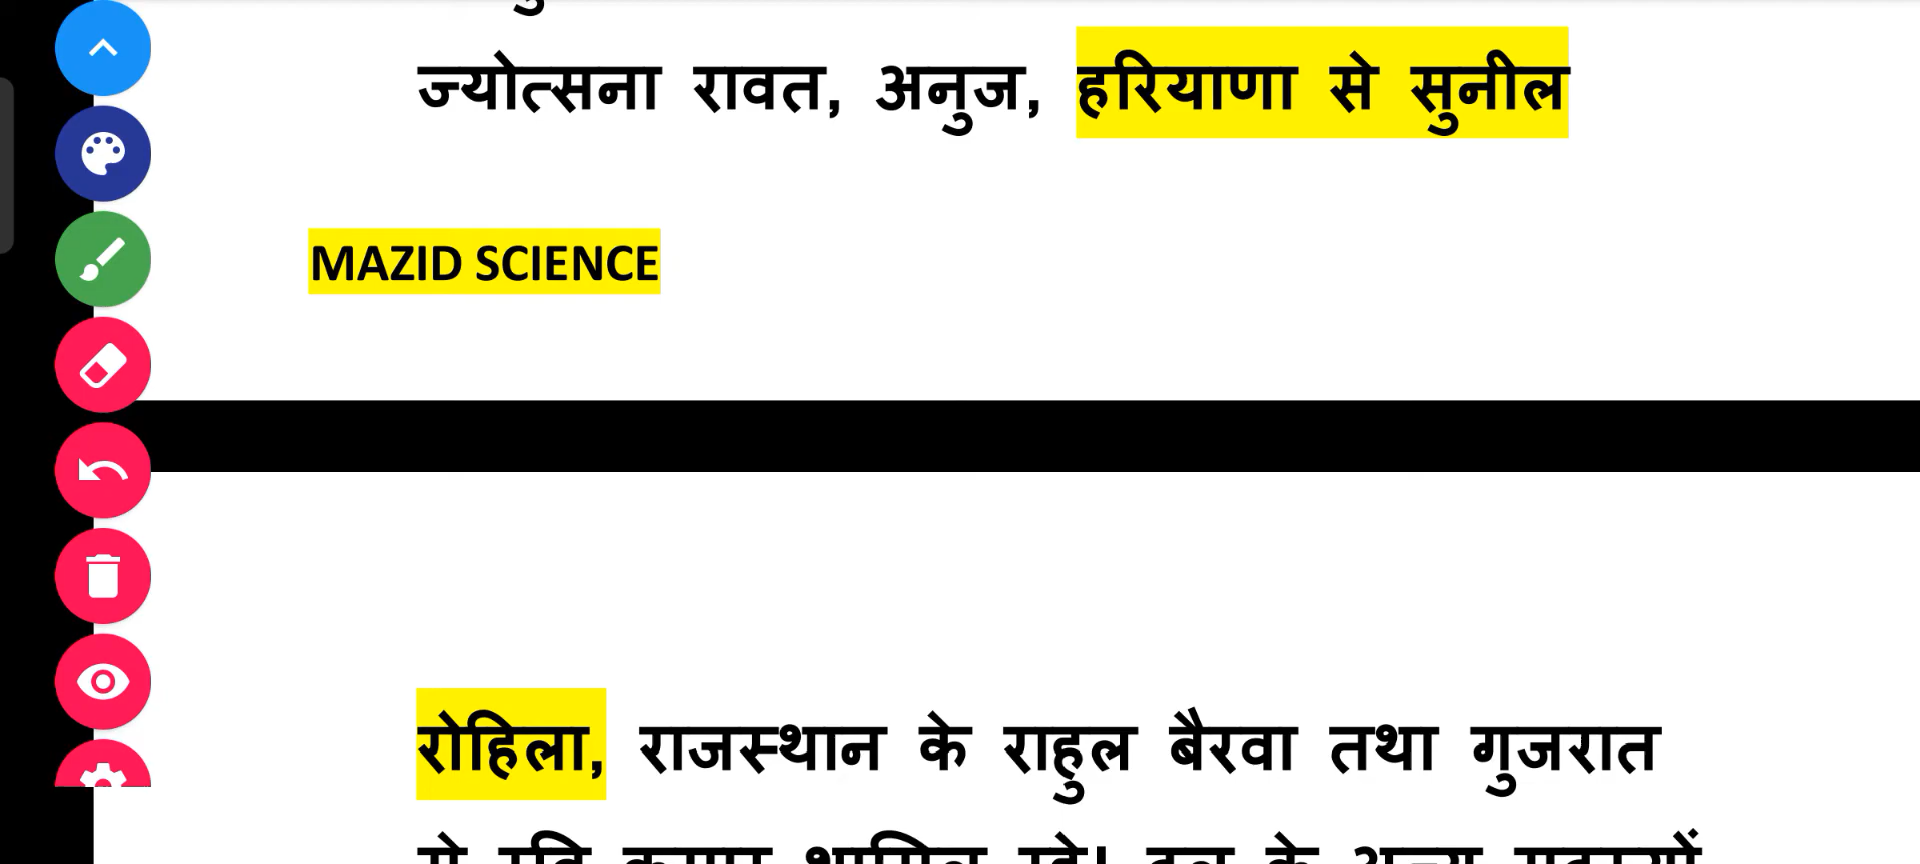 ज्योत्सना रावत, अनुज, हरियाणा से सुनील
MAZID SCIENCE
रोहिला, राजस्थान के राहुल बैरवा तथा गुजरात